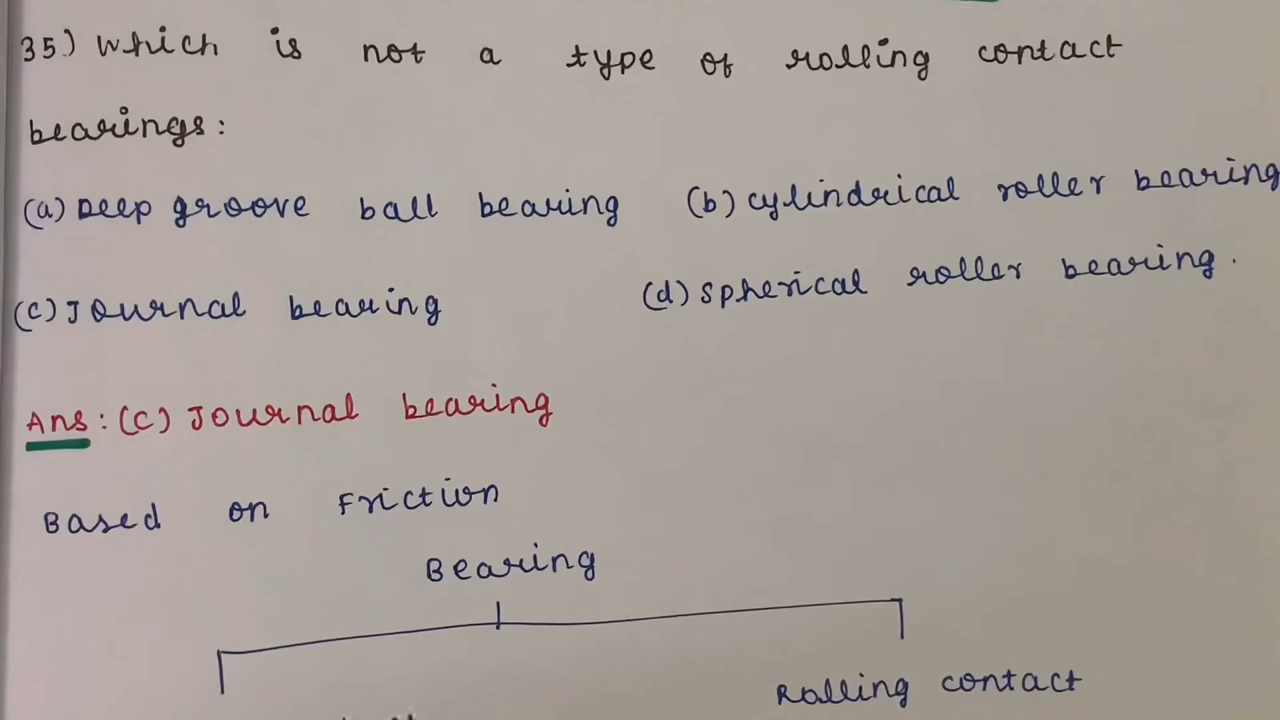 35) Which is not a type of rolling contact
bearings:
(a) Deep groove ball bearing (b) cylindrical roller bearing
(c) Journal bearing (d) Spherical roller bearing.
Ans: (c) Journal bearing
Based on Friction
Bearing
Rolling contact